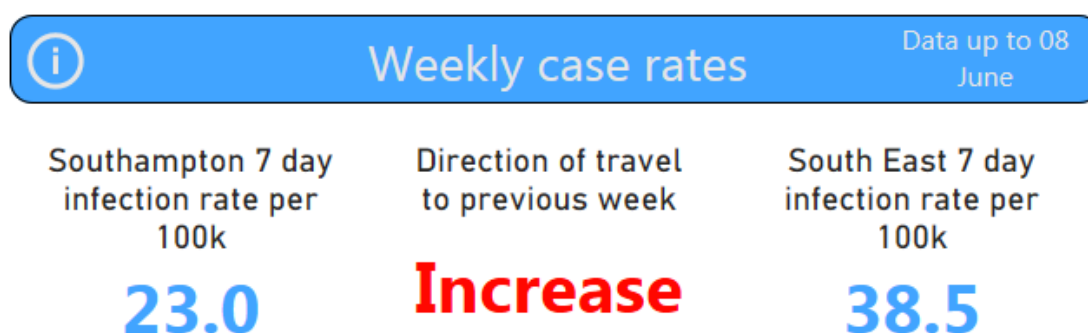 i
Weekly case rates
Data up to 08
June
Southampton 7 day
infection rate per
100k
23.0
Direction of travel
to previous week
Increase
South East 7 day
infection rate per
100k
38.5